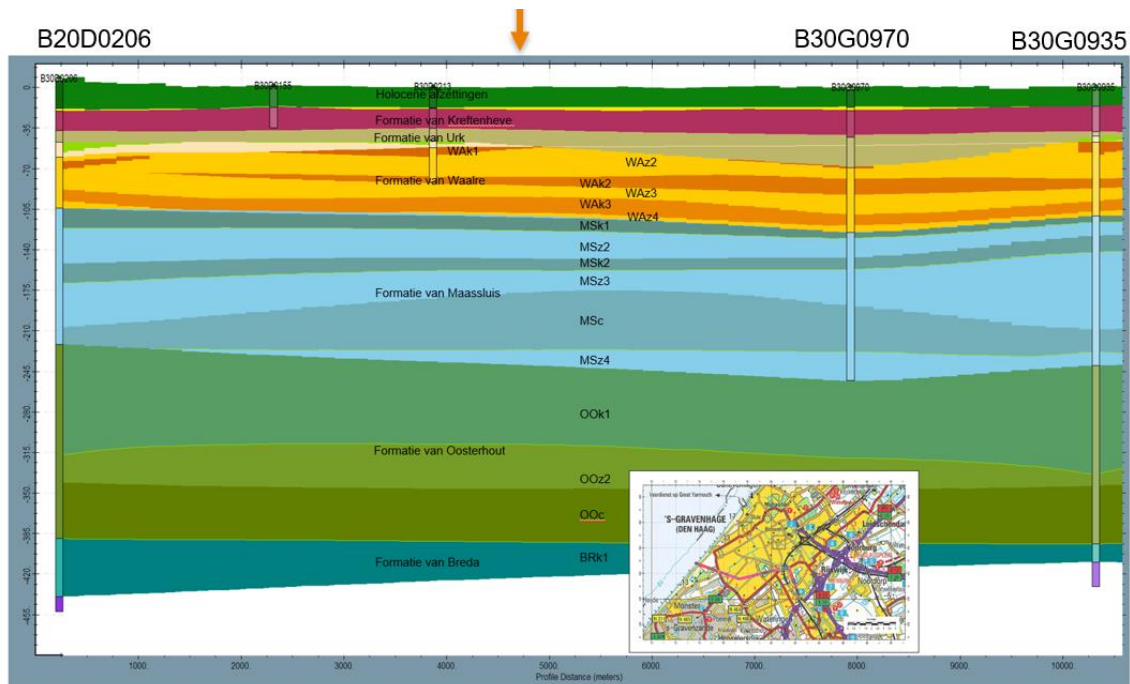 B20D0206
B30G0970
B30G0935
Holocene afzettingen
Formatie van Kreftenheye
Formatie van Urk
WAk1
WAz2
Formatie van Waalre
WAk2
WAz3
WAk3
WAz4
MSk1
MSz2
MSk2
MSz3
Formatie van Maassluis
MSc
MSz4
OOk1
Formatie van Oosterhout
OOz2
OOc
BRk1
Formatie van Breda
0.
-35
-70.
-105.
-140.
-175.
-210.
-245.
-280.
-315.
-350.
-385.
-420.
-455.
1000.
2000.
3000.
4000.
5000.
6000.
7000.
8000.
9000.
10000.
Profile Distance (meters)
'S-GRAVENHAGE
(DEN HAAG)
Rijswijk
Monster